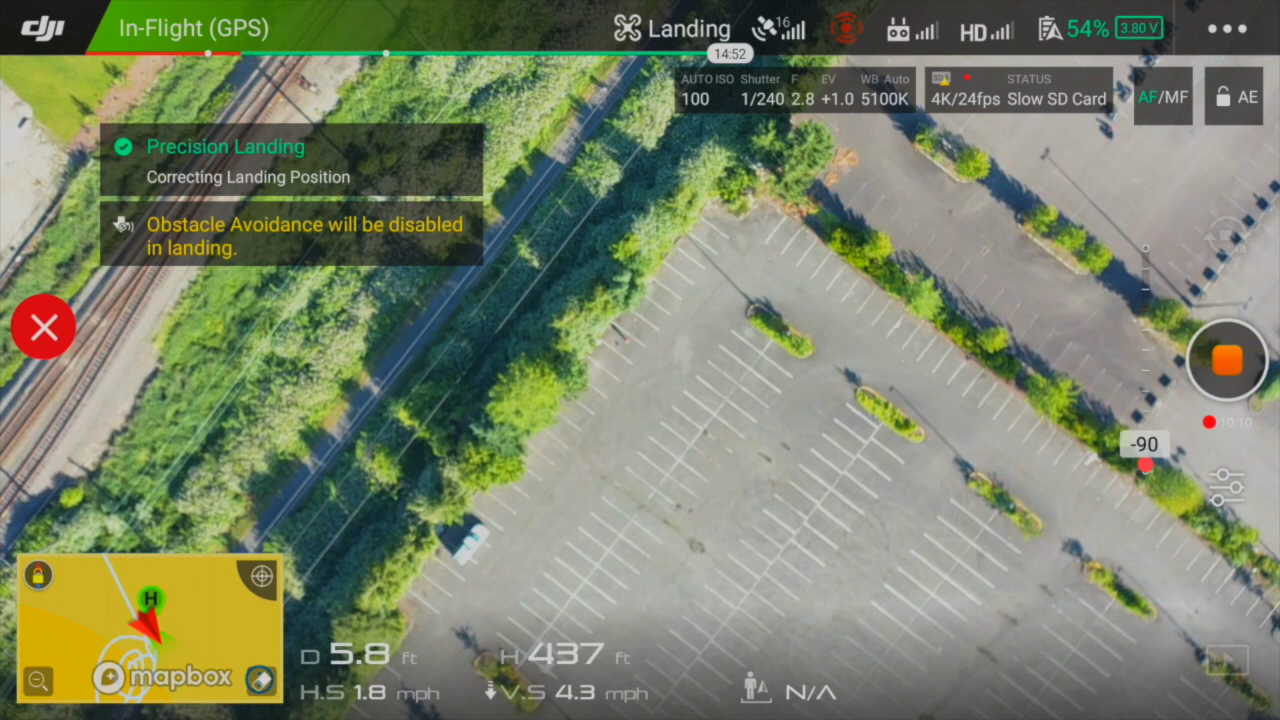 dji
In-Flight (GPS)
Landing
16
HD
54%
3.80 V
14:52
AUTO ISO Shutter F EV WB Auto
100 1/240 2.8 +1.0 5100K
STATUS
4K/24fps Slow SD Card
AF/MF
AE
Precision Landing
Correcting Landing Position
Obstacle Avoidance will be disabled
in landing.
-90
10:10
H
mapbox
D 5.8 ft
H 437 ft
H.S 1.8 mph
V.S 4.3 mph
N/A